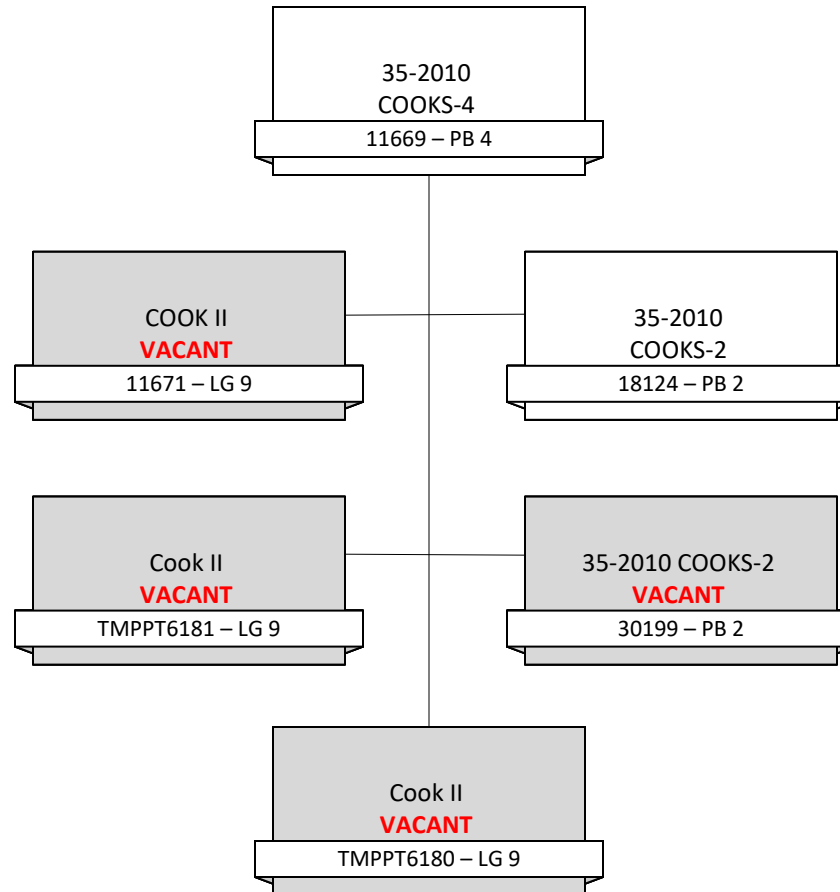 35-2010
COOKS-4
11669 – PB 4
COOK II
VACANT
11671 – LG 9
35-2010
COOKS-2
18124 – PB 2
Cook II
VACANT
TMPPT6181 – LG 9
35-2010 COOKS-2
VACANT
30199 – PB 2
Cook II
VACANT
TMPPT6180 – LG 9